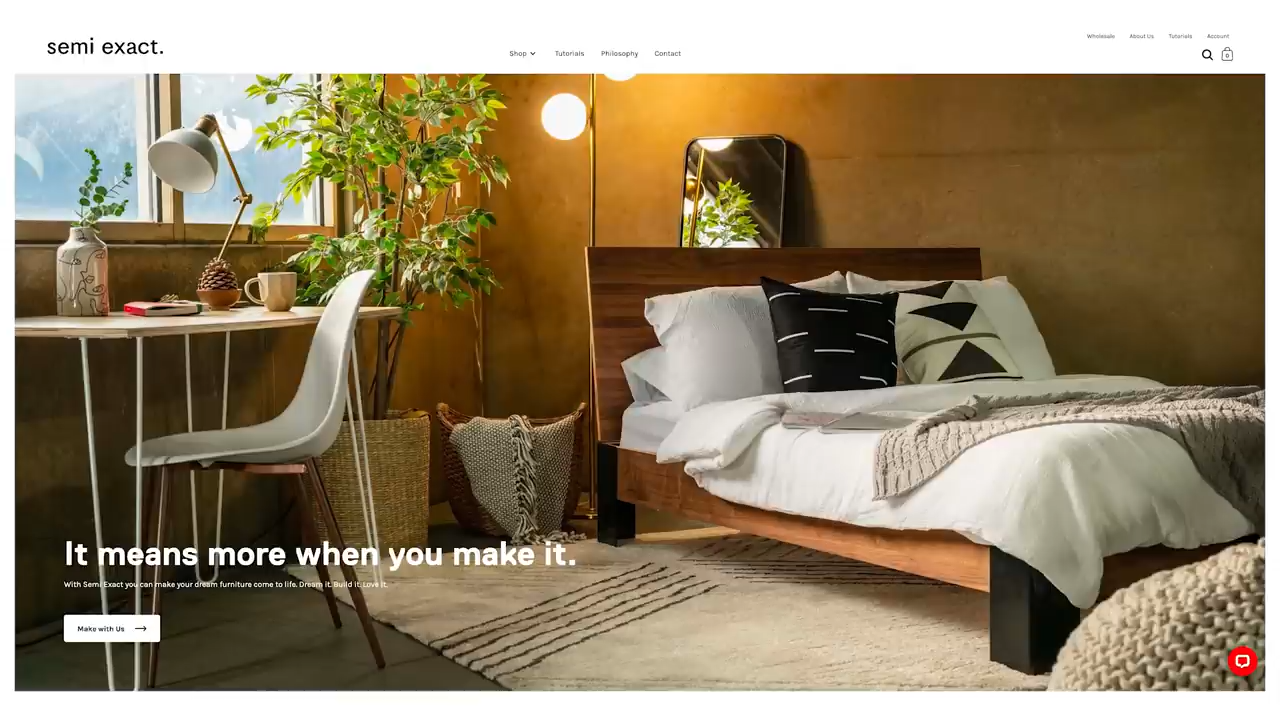 semi exact.
Shop
Tutorials
Philosophy
Contact
Wholesale
About Us
Tutorials
Account
0
It means more when you make it.
With Semi Exact you can make your dream furniture come to life. Dream it. Build it. Love it.
Make with Us